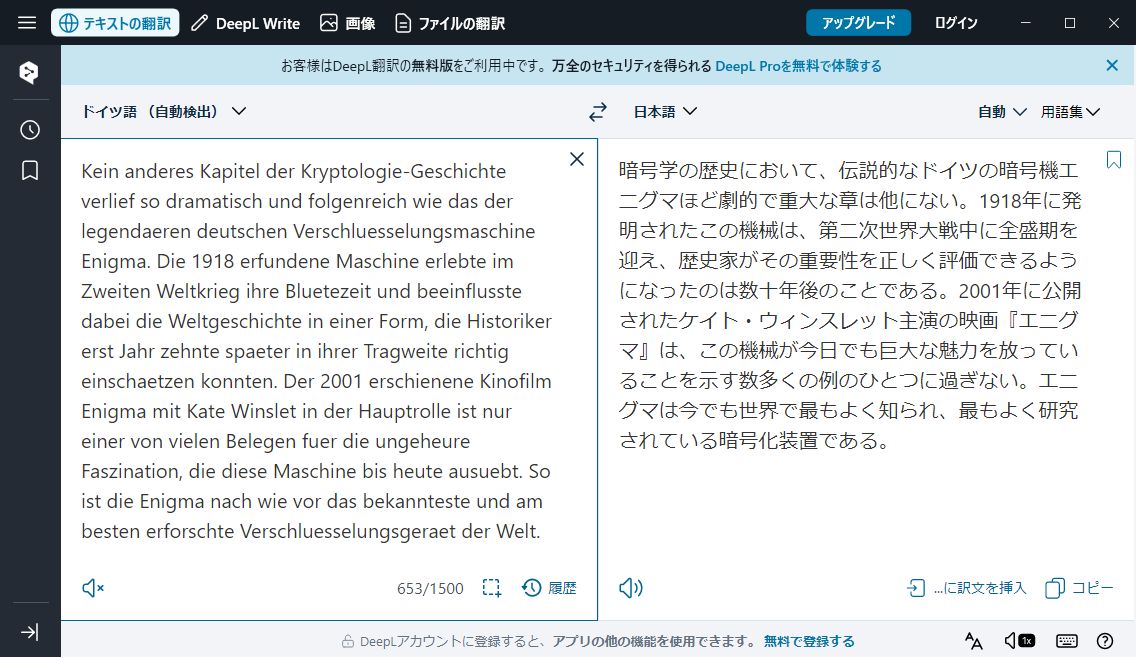 テキストの翻訳 DeepL Write 画像 ファイルの翻訳 アップグレード ログイン
お客様はDeepL翻訳の無料版をご利用中です。万全のセキュリティを得られる DeepL Proを無料で体験する
ドイツ語 （自動検出） 日本語 自動 用語集
Kein anderes Kapitel der Kryptologie-Geschichte
verlief so dramatisch und folgenreich wie das der
legendaeren deutschen Verschluesselungsmaschine
Enigma. Die 1918 erfundene Maschine erlebte im
Zweiten Weltkrieg ihre Bluetezeit und beeinflusste
dabei die Weltgeschichte in einer Form, die Historiker
erst Jahr zehnte spaeter in ihrer Tragweite richtig
einschaetzen konnten. Der 2001 erschienene Kinofilm
Enigma mit Kate Winslet in der Hauptrolle ist nur
einer von vielen Belegen fuer die ungeheure
Faszination, die diese Maschine bis heute ausuebt. So
ist die Enigma nach wie vor das bekannteste und am
besten erforschte Verschluesselungsgeraet der Welt.
653/1500 履歴
暗号学の歴史において、伝説的なドイツの暗号機エ
ニグマほど劇的で重大な章は他にない。1918年に発
明されたこの機械は、第二次世界大戦中に全盛期を
迎え、歴史家がその重要性を正しく評価できるよう
になったのは数十年後のことである。2001年に公開
されたケイト・ウィンスレット主演の映画『エニグ
マ』は、この機械が今日でも巨大な魅力を放ってい
ることを示す数多くの例のひとつに過ぎない。エニ
グマは今でも世界で最もよく知られ、最もよく研究
されている暗号化装置である。
...に訳文を挿入 コピー
DeepLアカウントに登録すると、アプリの他の機能を使用できます。 無料で登録する
1x